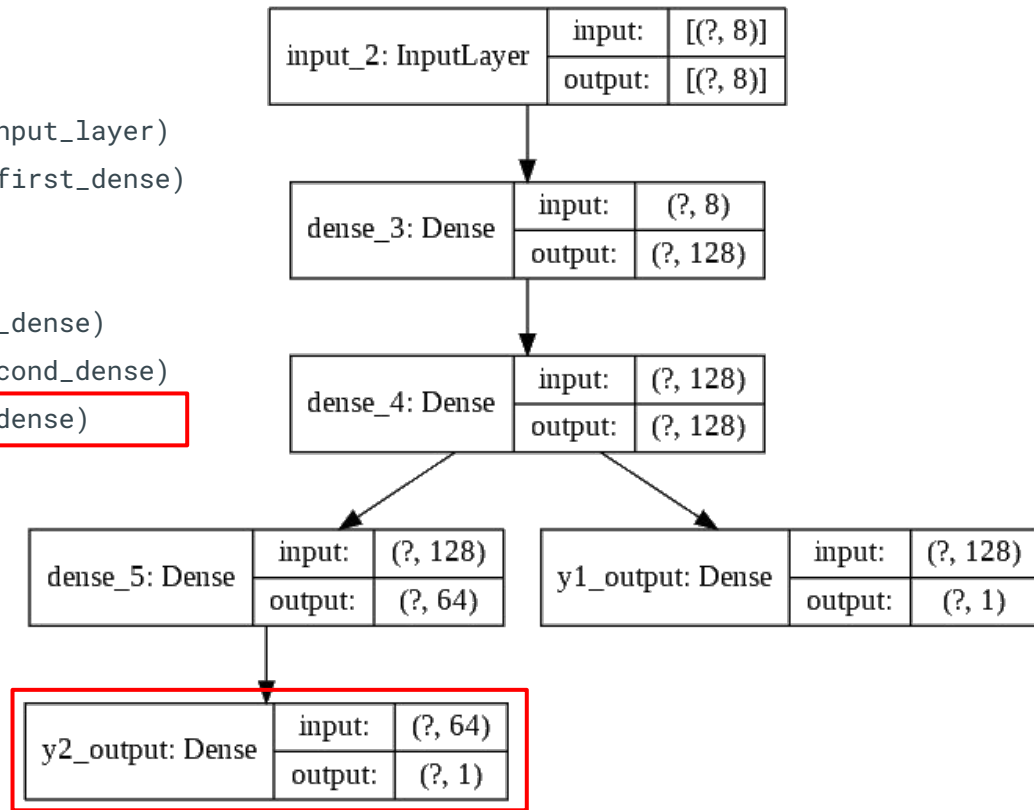 input_2: InputLayer
input: [(?, 8)]
output: [(?, 8)]
nput_layer)
first_dense)
dense_3: Dense
input: (?, 8)
output: (?, 128)
_dense)
cond_dense)
dense)
dense_4: Dense
input: (?, 128)
output: (?, 128)
dense_5: Dense
input: (?, 128)
output: (?, 64)
y1_output: Dense
input: (?, 128)
output: (?, 1)
y2_output: Dense
input: (?, 64)
output: (?, 1)